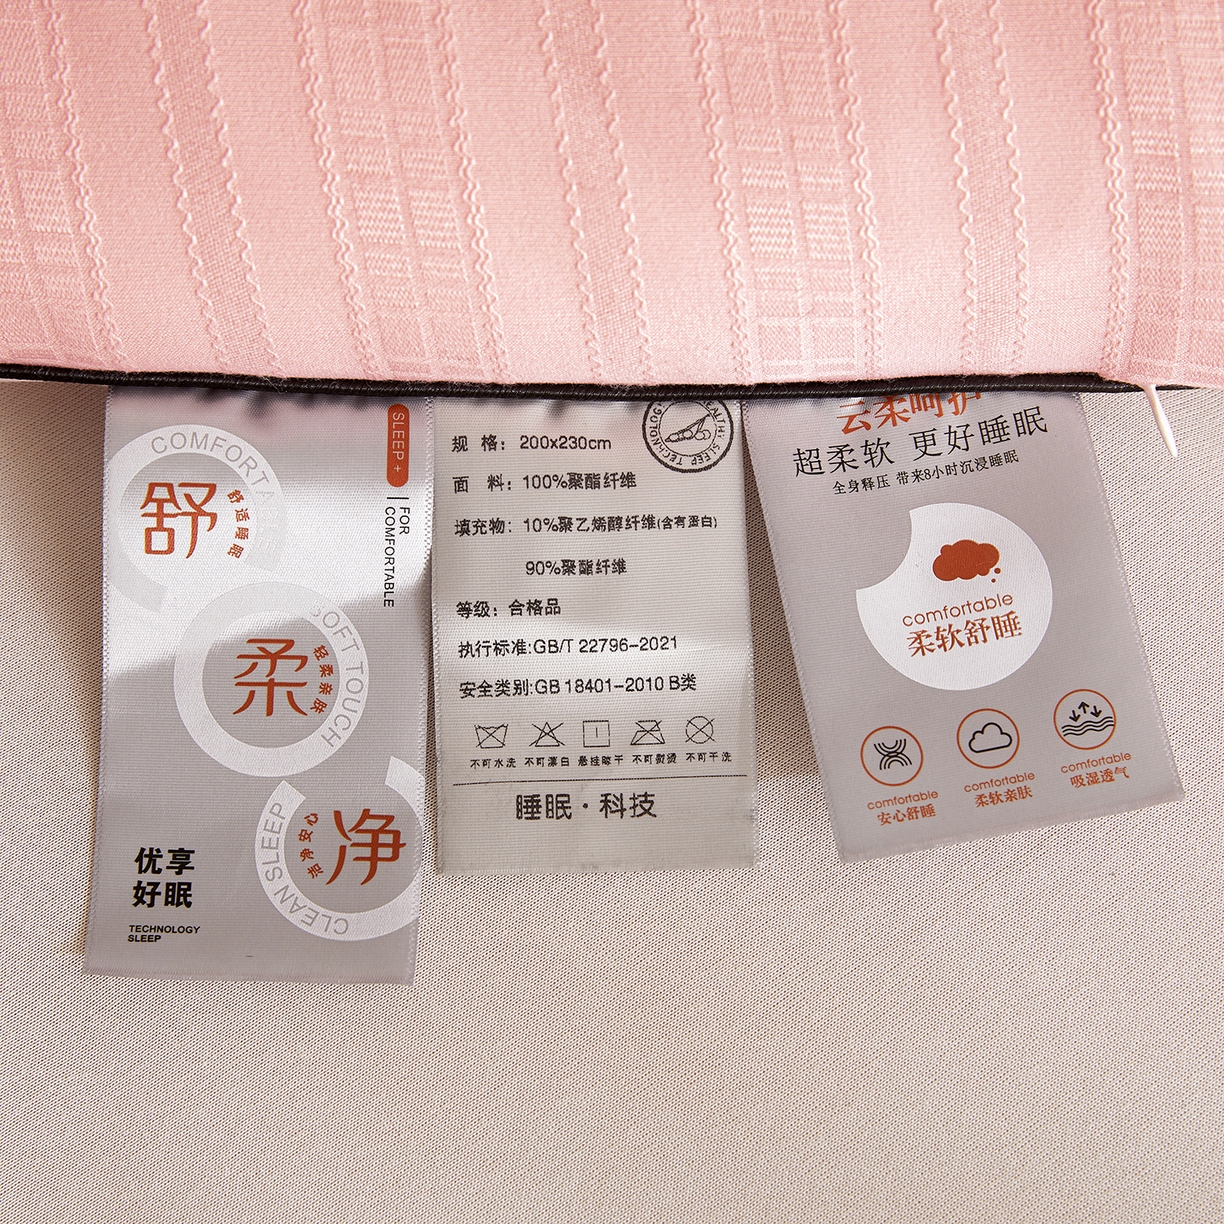 SLEEP +
FOR
COMFORTABLE
COMFORTA
舒
舒适睡眠
SOFT TOUCH
柔
轻柔亲肤
CLEAN SLEEP
净
洁净安心
优享
好眠
TECHNOLOGY
SLEEP
HEALTHY SLEEP TECHNOLOGY
规 格：200x230cm
面 料：100%聚酯纤维
填充物：10%聚乙烯醇纤维(含有蛋白)
90%聚酯纤维
等级：合格品
执行标准:GB/T 22796-2021
安全类别:GB 18401-2010 B类
不可水洗 不可漂白 悬挂晾干 不可熨烫 不可干洗
睡眠·科技
云柔呵护
超柔软 更好睡眠
全身释压 带来8小时沉浸睡眠
comfortable
柔软舒睡
comfortable
安心舒睡
comfortable
柔软亲肤
comfortable
吸湿透气